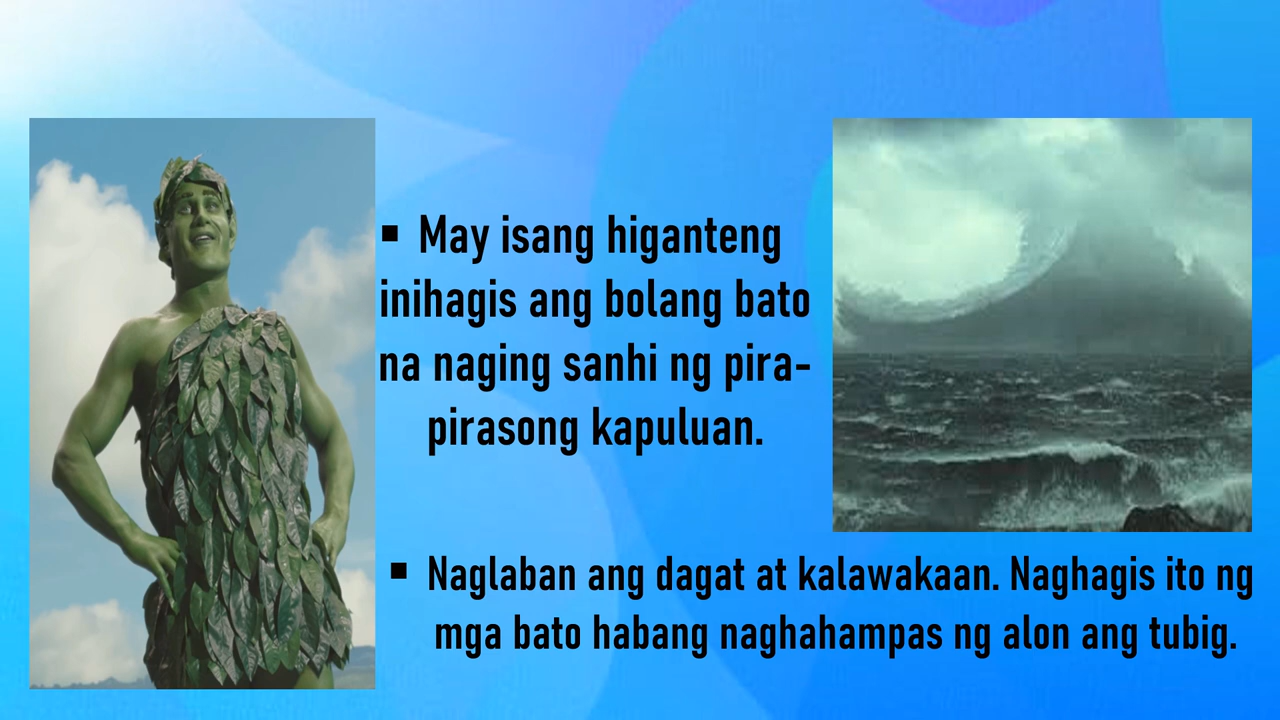 ▪ May isang higanteng
inihagis ang bolang bato
na naging sanhi ng pira-
pirasong kapuluan.
▪ Naglaban ang dagat at kalawakaan. Naghagis ito ng
mga bato habang naghahampas ng alon ang tubig.